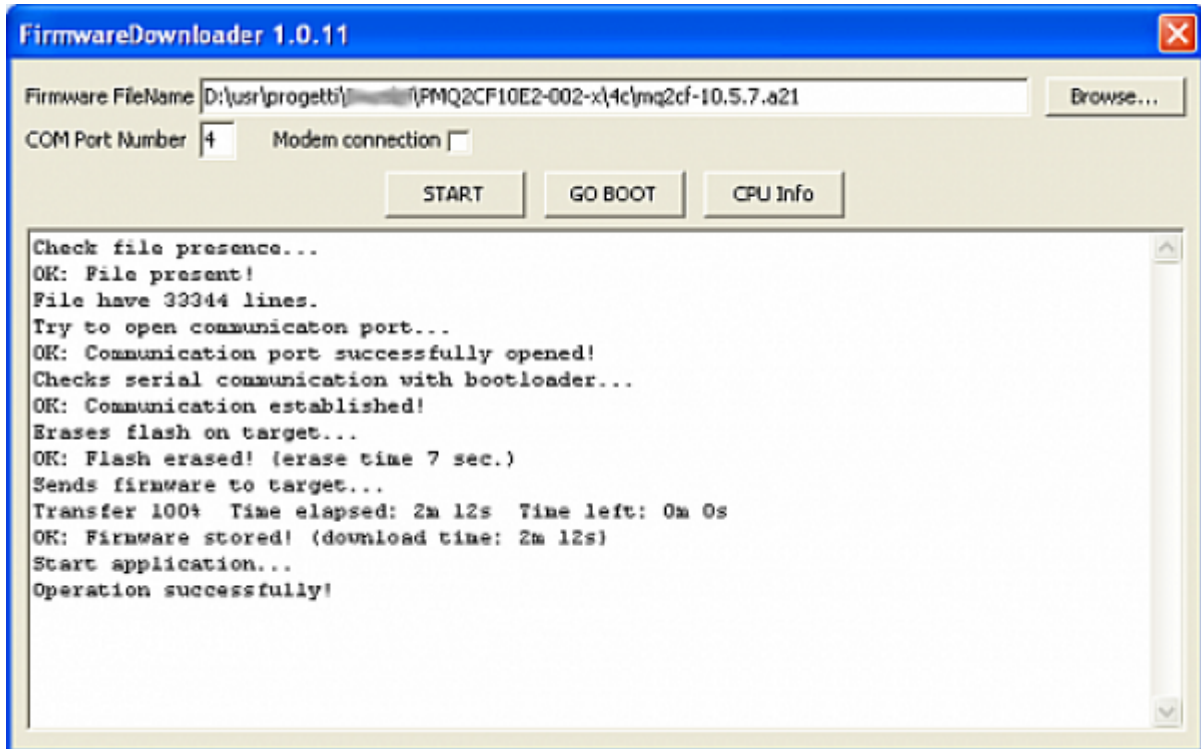 FirmwareDownloader 1.0.11
Firmware FileName D:\usr\progetti\ \PMQ2CF10E2-002-x\4c\mq2cf-10.5.7.a21 Browse...
COM Port Number 4 Modem connection
START GO BOOT CPU Info
Check file presence...
OK: File present!
File have 33344 lines.
Try to open communicaton port...
OK: Communication port successfully opened!
Checks serial communication with bootloader...
OK: Communication established!
Erases flash on target...
OK: Flash erased! (erase time 7 sec.)
Sends firmware to target...
Transfer 100% Time elapsed: 2m 12s Time left: 0m 0s
OK: Firmware stored! (download time: 2m 12s)
Start application...
Operation successfully!